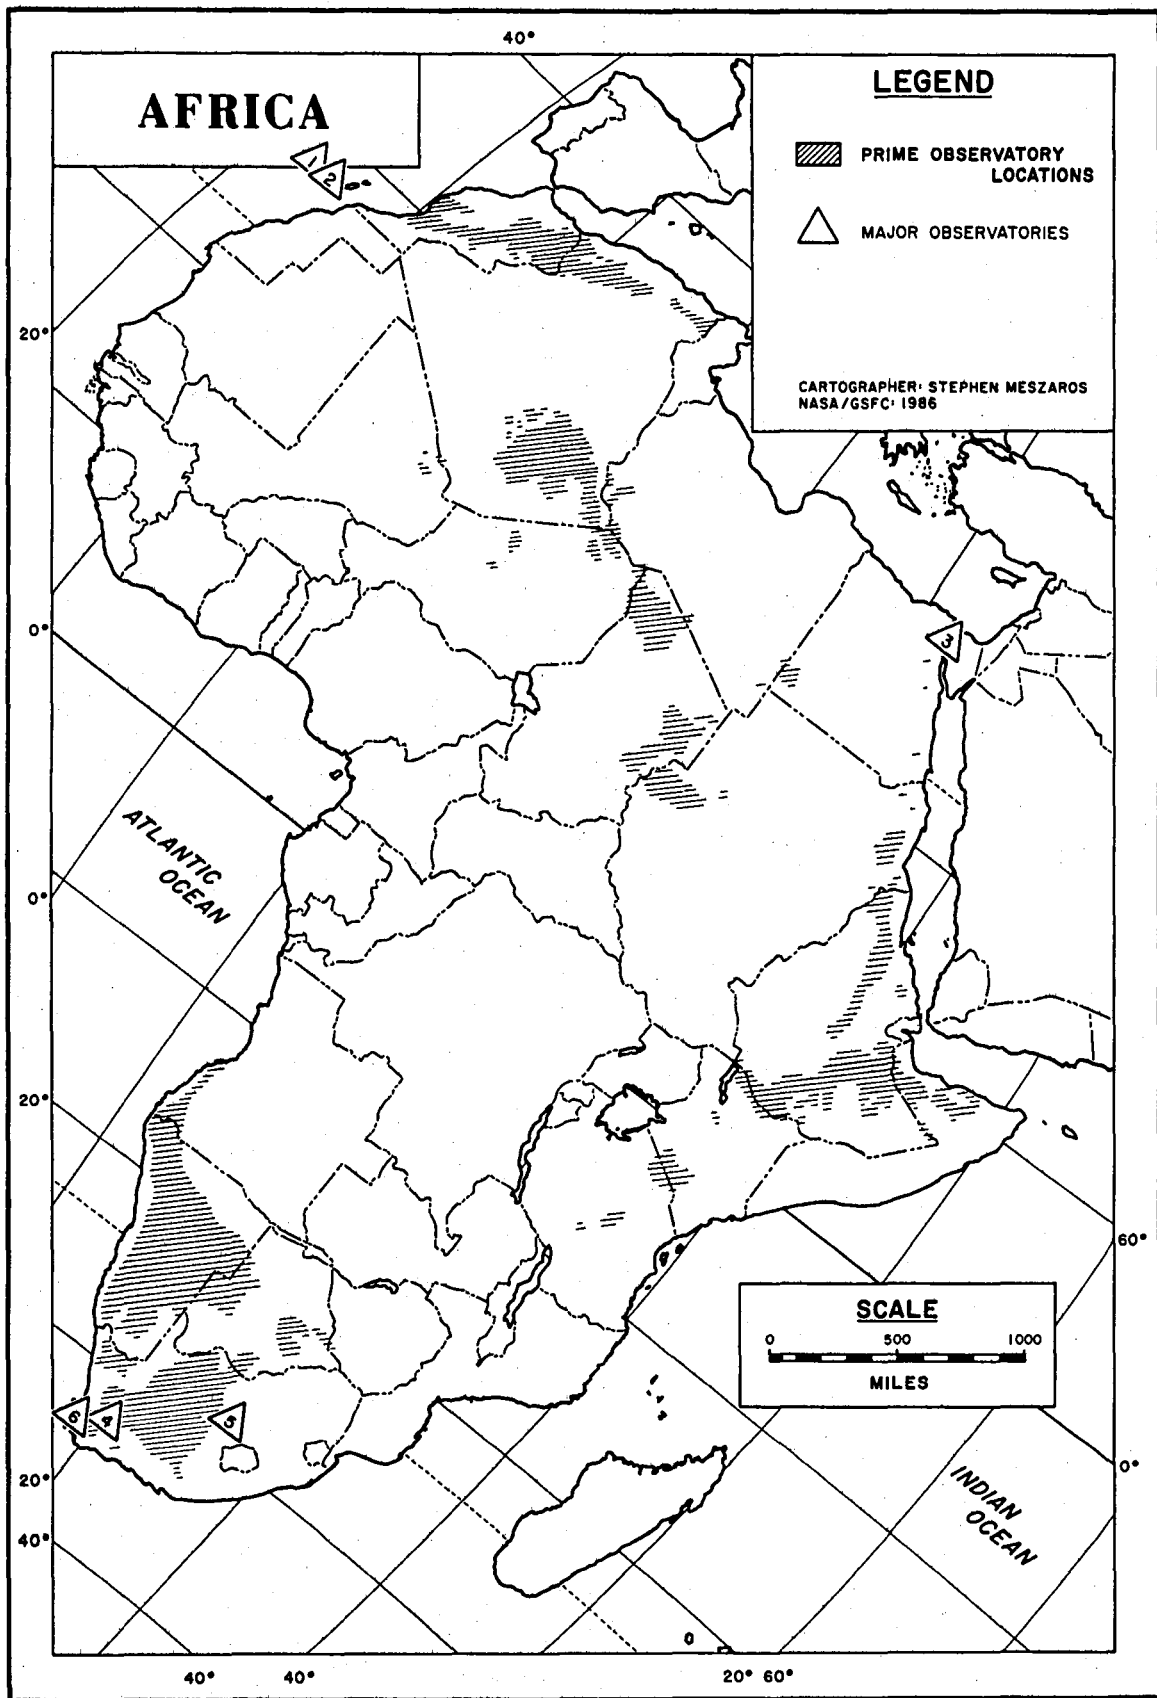 40°
AFRICA
LEGEND
PRIME OBSERVATORY
LOCATIONS
MAJOR OBSERVATORIES
CARTOGRAPHER: STEPHEN MESZAROS
NASA/GSFC: 1986
1
2
20°
0°
3
ATLANTIC
OCEAN
0°
20°
60°
SCALE
0 500 1000
MILES
6
4
5
20°
0°
INDIAN
OCEAN
40°
40° 40° 20° 60°